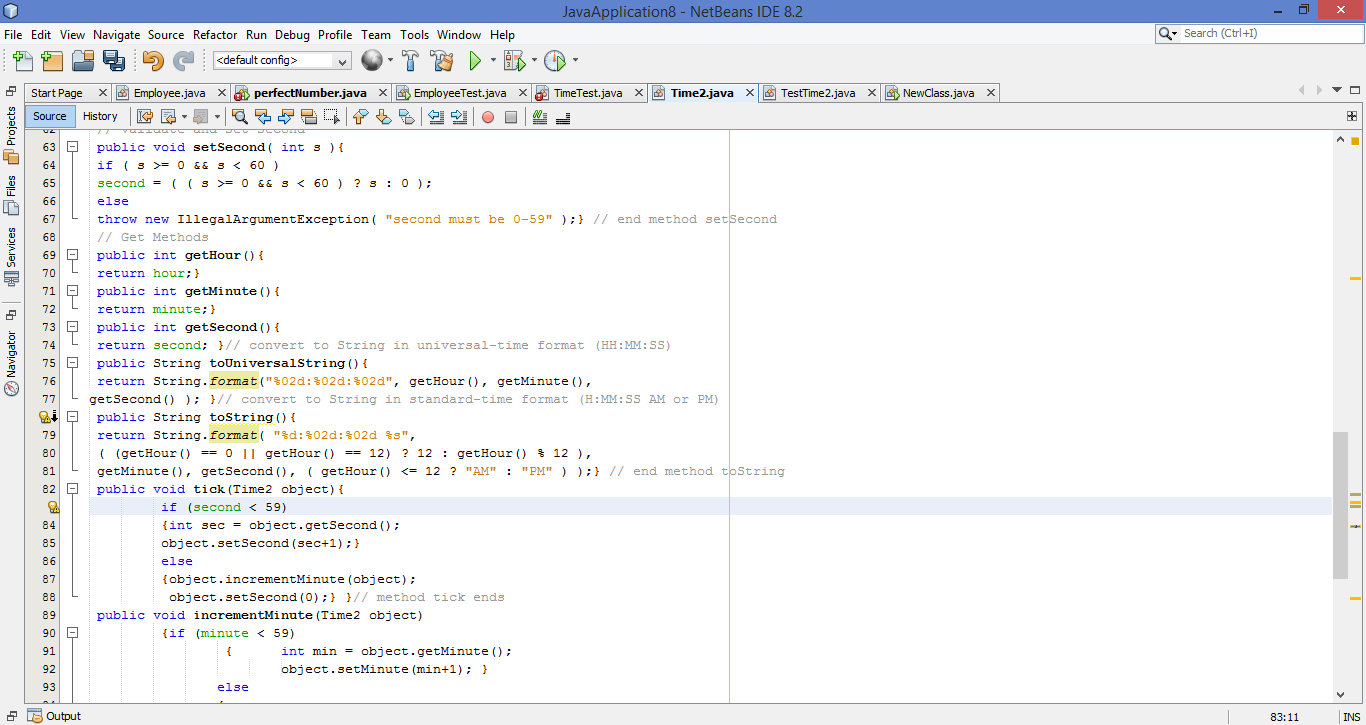 JavaApplication8 - NetBeans IDE 8.2
File Edit View Navigate Source Refactor Run Debug Profile Team Tools Window Help
Search (Ctrl+I)
<default config>
Start Page Employee.java perfectNumber.java EmployeeTest.java TimeTest.java Time2.java TestTime2.java NewClass.java
Source History
Projects
Files
Services
Navigator
62 // validate and set second
63 public void setSecond( int s ){
64 if ( s >= 0 && s < 60 )
65 second = ( ( s >= 0 && s < 60 ) ? s : 0 );
66 else
67 throw new IllegalArgumentException( "second must be 0-59" );} // end method setSecond
68 // Get Methods
69 public int getHour(){
70 return hour;}
71 public int getMinute(){
72 return minute;}
73 public int getSecond(){
74 return second; }// convert to String in universal-time format (HH:MM:SS)
75 public String toUniversalString(){
76 return String.format("%02d:%02d:%02d", getHour(), getMinute(),
77 getSecond() ); }// convert to String in standard-time format (H:MM:SS AM or PM)
public String toString(){
79 return String.format( "%d:%02d:%02d %s",
80 ( (getHour() == 0 || getHour() == 12) ? 12 : getHour() % 12 ),
81 getMinute(), getSecond(), ( getHour() <= 12 ? "AM" : "PM" ) );} // end method toString
82 public void tick(Time2 object){
if (second < 59)
84 {int sec = object.getSecond();
85 object.setSecond(sec+1);}
86 else
87 {object.incrementMinute(object);
88 object.setSecond(0);} }// method tick ends
89 public void incrementMinute(Time2 object)
90 {if (minute < 59)
91 { int min = object.getMinute();
92 object.setMinute(min+1); }
93 else
Output
83:11 INS